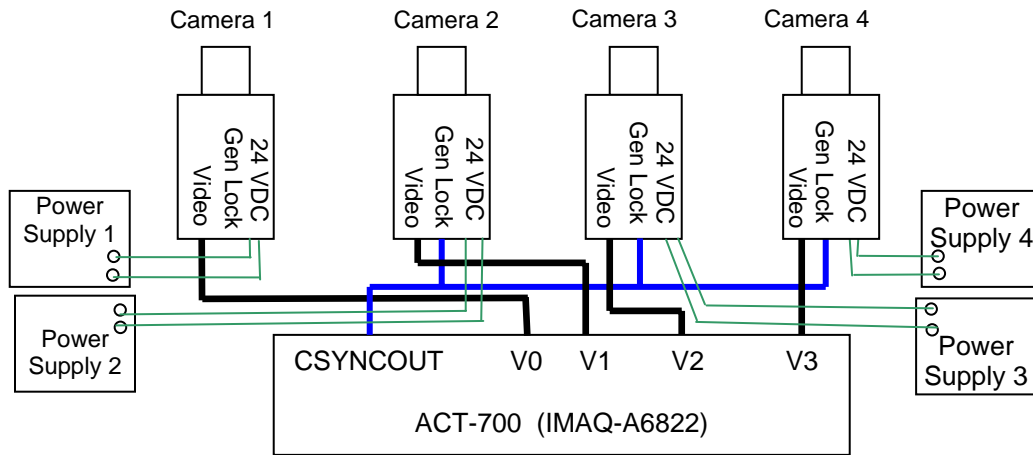 Camera 1
Camera 2
Camera 3
Camera 4
Video
Gen Lock
24 VDC
Video
Gen Lock
24 VDC
Video
Gen Lock
24 VDC
Video
Gen Lock
24 VDC
Power
Supply 1
Power
Supply 4
Power
Supply 2
Power
Supply 3
CSYNCOUT
V0
V1
V2
V3
ACT-700 (IMAQ-A6822)